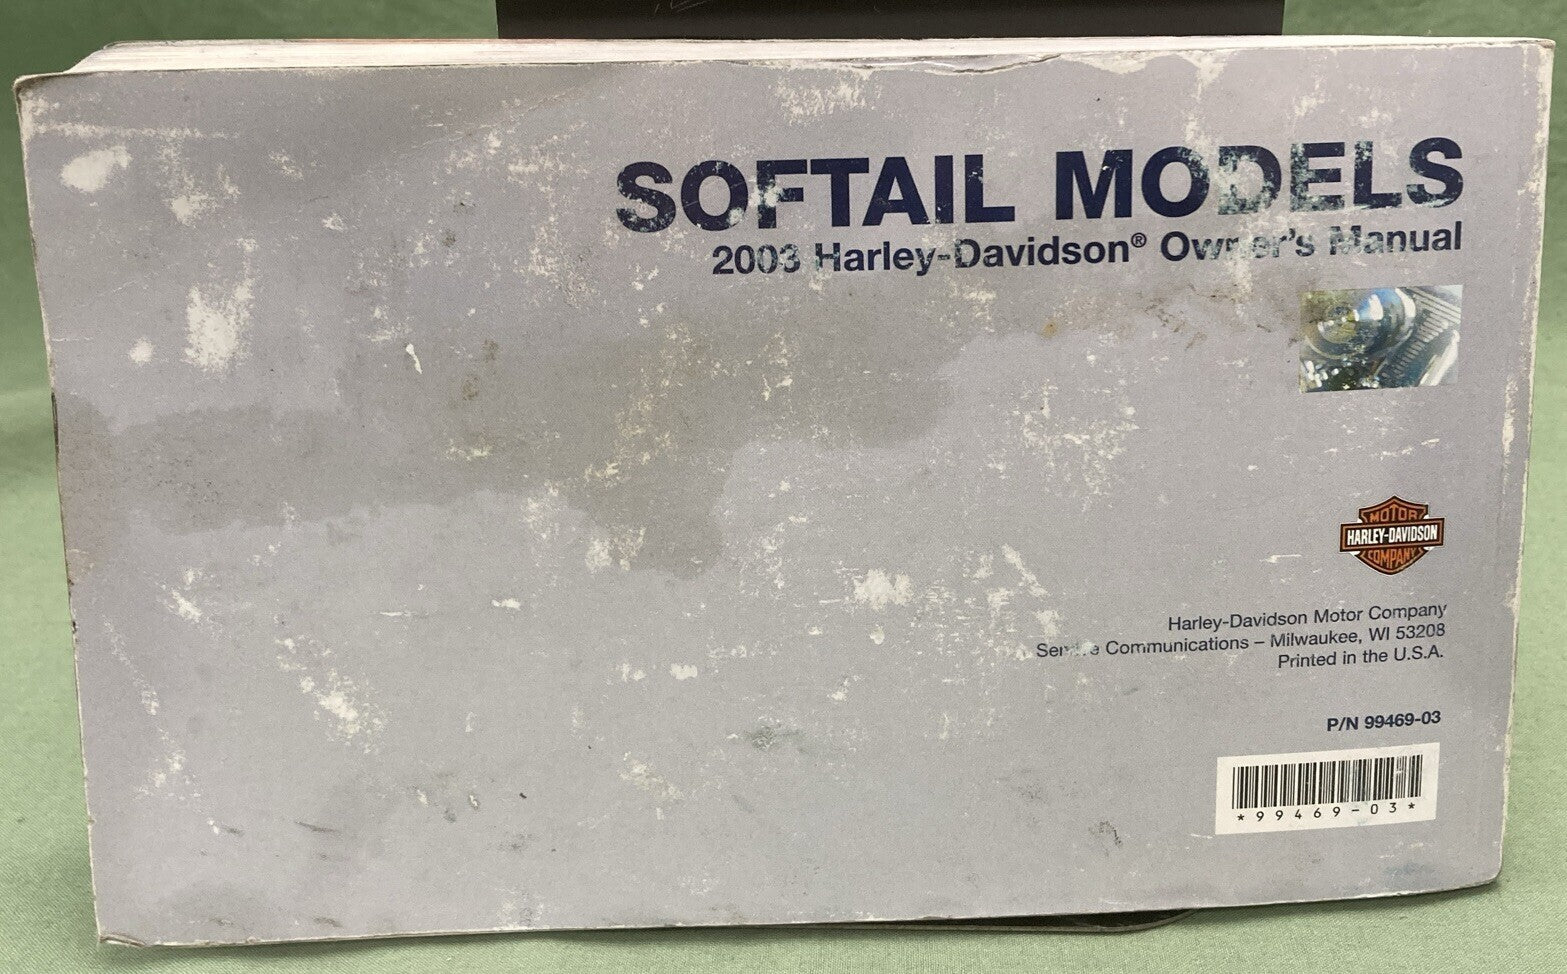 SOFTAIL MODELS
2003 Harley-Davidson® Owner's Manual
MOTOR
HARLEY-DAVIDSON
COMPANY
Harley-Davidson Motor Company
Service Communications – Milwaukee, WI 53208
Printed in the U.S.A.
P/N 99469-03
*99469-03*